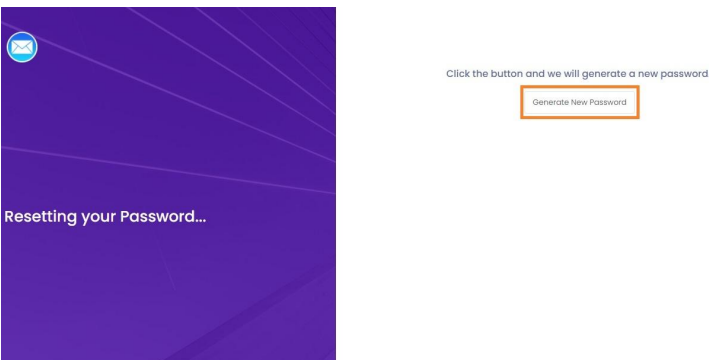 Resetting your Password...
Click the button and we will generate a new password
Generate New Password